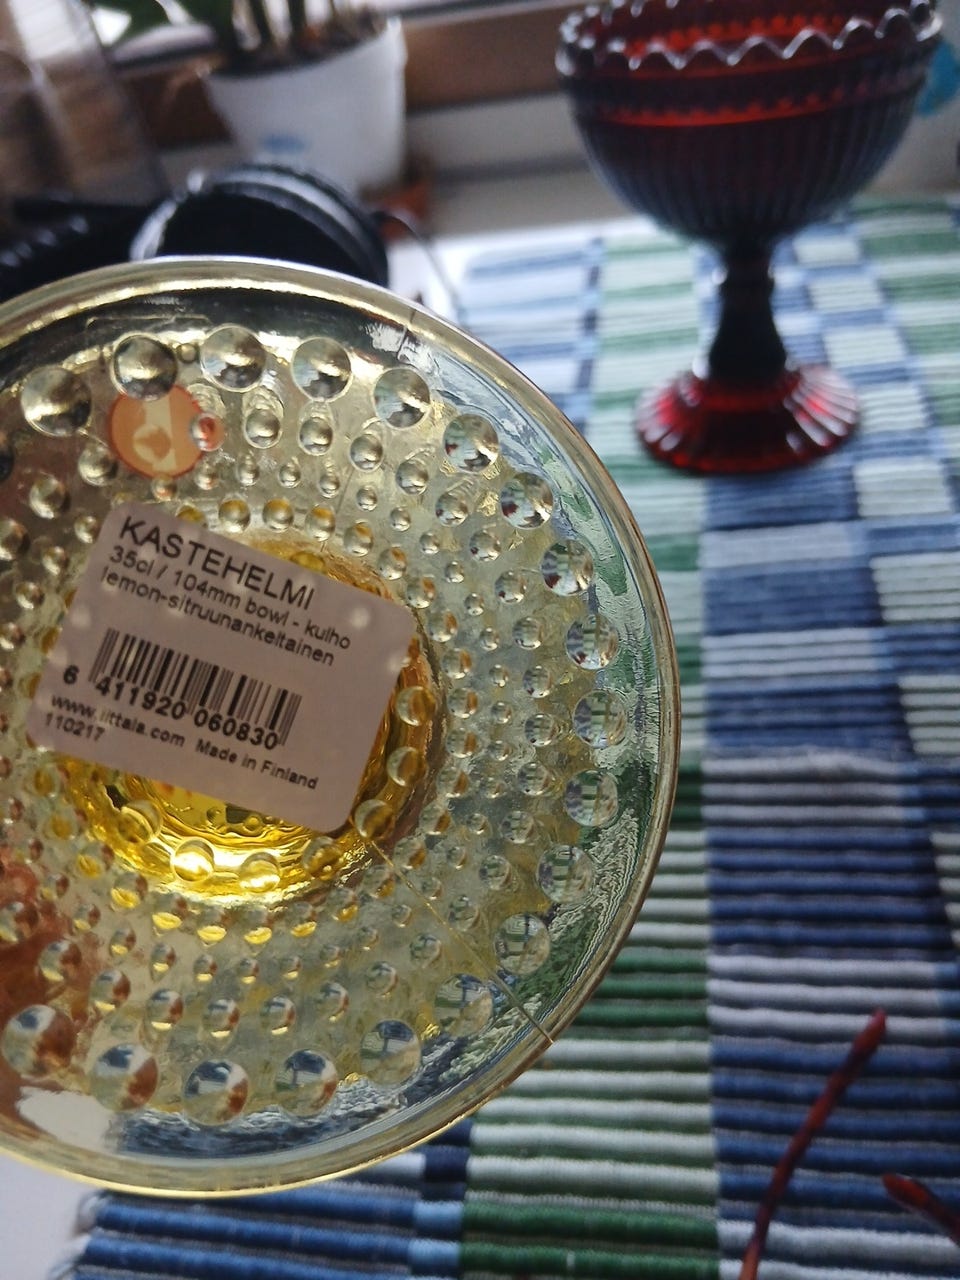 KASTEHELMI
35cl / 104mm bowl - kulho
lemon-sitruunankeltainen
6 411920 060830
www.iittala.com Made in Finland
110217